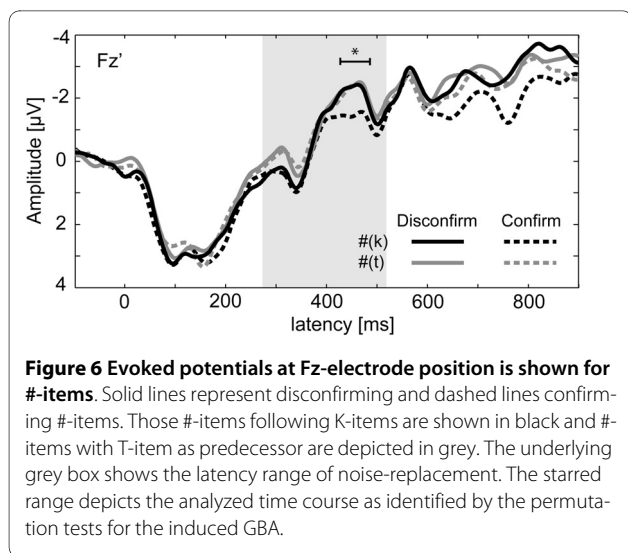 Fz'
*
-4
-2
0
2
4
Amplitude [µV]
Disconfirm Confirm
#(k)
#(t)
0 200 400 600 800
latency [ms]
Figure 6 Evoked potentials at Fz-electrode position is shown for
#-items. Solid lines represent disconfirming and dashed lines confirm-
ing #-items. Those #-items following K-items are shown in black and #-
items with T-item as predecessor are depicted in grey. The underlying
grey box shows the latency range of noise-replacement. The starred
range depicts the analyzed time course as identified by the permuta-
tion tests for the induced GBA.